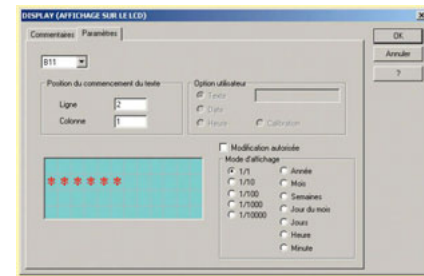 DISPLAY (AFFICHAGE SUR LE LCD)
Commentaires Paramètres
OK
Annuler
?
B11
Position du commencement du texte
Ligne 2
Colonne 1
Option utilisateur
Texte
Date
Heure Calibration
Modification autorisée
Mode d'affichage
1/1
1/10
1/100
1/1000
1/10000
Année
Mois
Semaines
Jour du mois
Jours
Heure
Minute
******